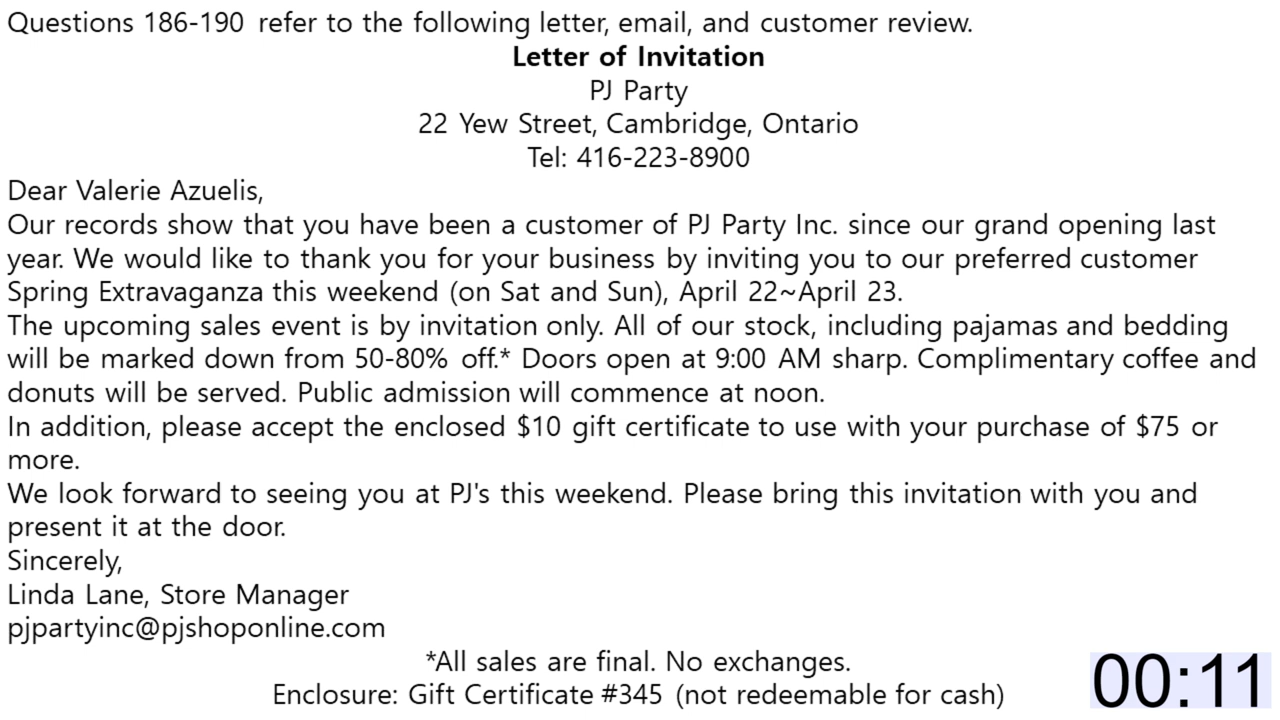 Questions 186-190 refer to the following letter, email, and customer review.
Letter of Invitation
PJ Party
22 Yew Street, Cambridge, Ontario
Tel: 416-223-8900
Dear Valerie Azuelis,
Our records show that you have been a customer of PJ Party Inc. since our grand opening last
year. We would like to thank you for your business by inviting you to our preferred customer
Spring Extravaganza this weekend (on Sat and Sun), April 22~April 23.
The upcoming sales event is by invitation only. All of our stock, including pajamas and bedding
will be marked down from 50-80% off.* Doors open at 9:00 AM sharp. Complimentary coffee and
donuts will be served. Public admission will commence at noon.
In addition, please accept the enclosed $10 gift certificate to use with your purchase of $75 or
more.
We look forward to seeing you at PJ's this weekend. Please bring this invitation with you and
present it at the door.
Sincerely,
Linda Lane, Store Manager
pjpartyinc@pjshoponline.com
*All sales are final. No exchanges.
Enclosure: Gift Certificate #345 (not redeemable for cash)
00:11